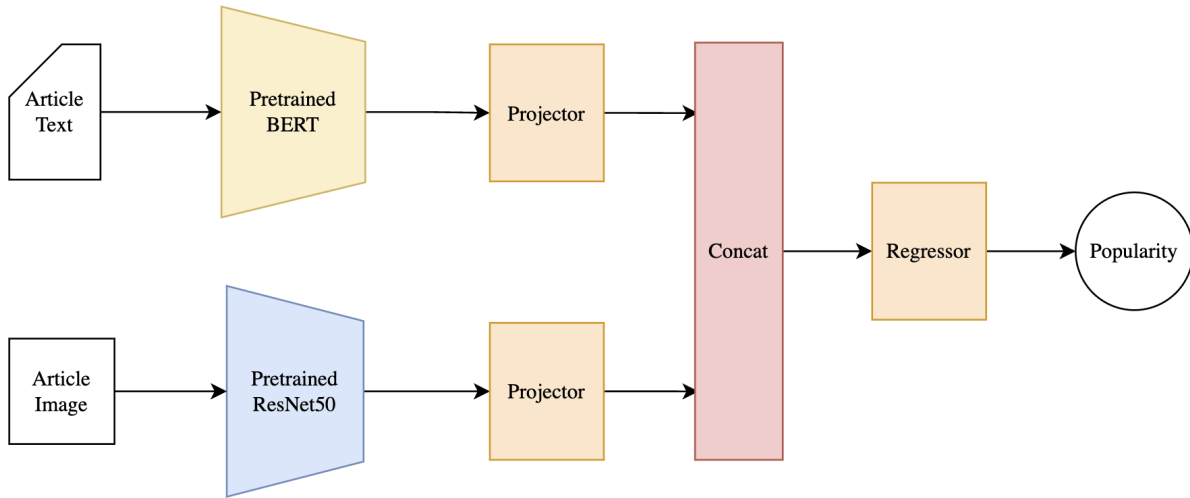 Article
Text
Pretrained
BERT
Projector
Concat
Regressor
Popularity
Article
Image
Pretrained
ResNet50
Projector